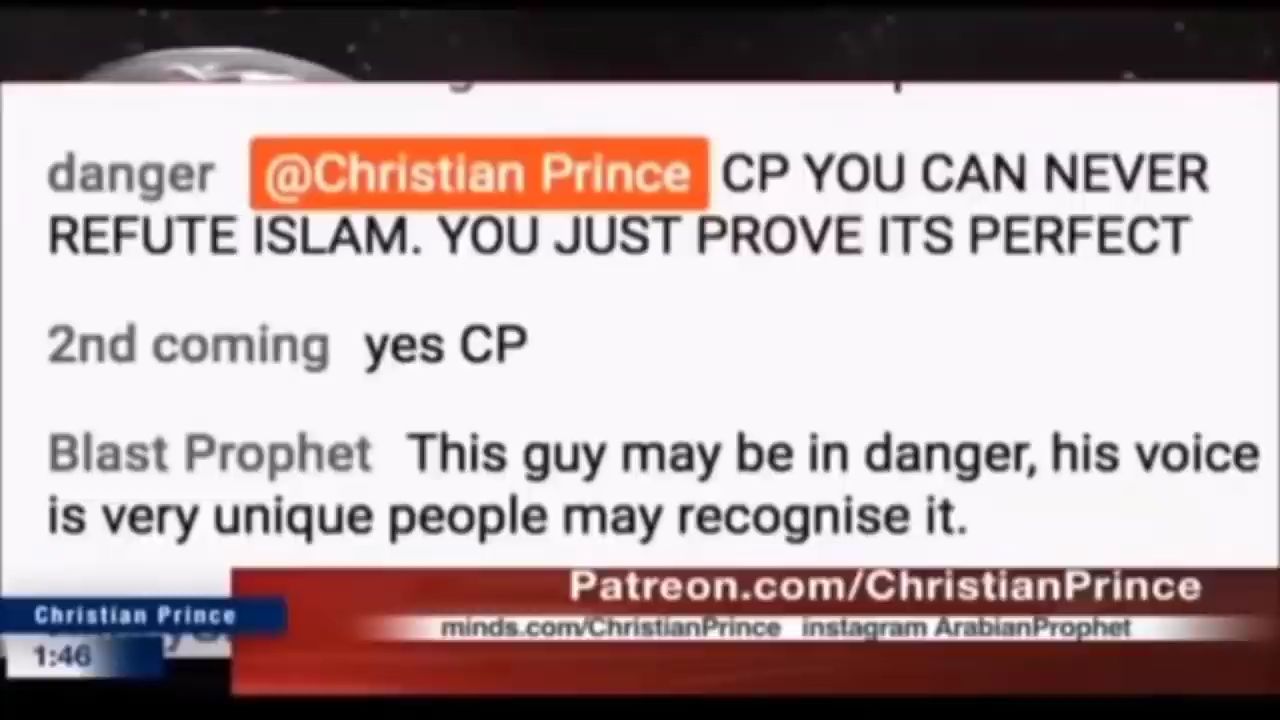 danger @Christian Prince CP YOU CAN NEVER
REFUTE ISLAM. YOU JUST PROVE ITS PERFECT
2nd coming yes CP
Blast Prophet This guy may be in danger, his voice
is very unique people may recognise it.
Patreon.com/ChristianPrince
Christian Prince
minds.com/ChristianPrince instagram ArabianProphet
1:46